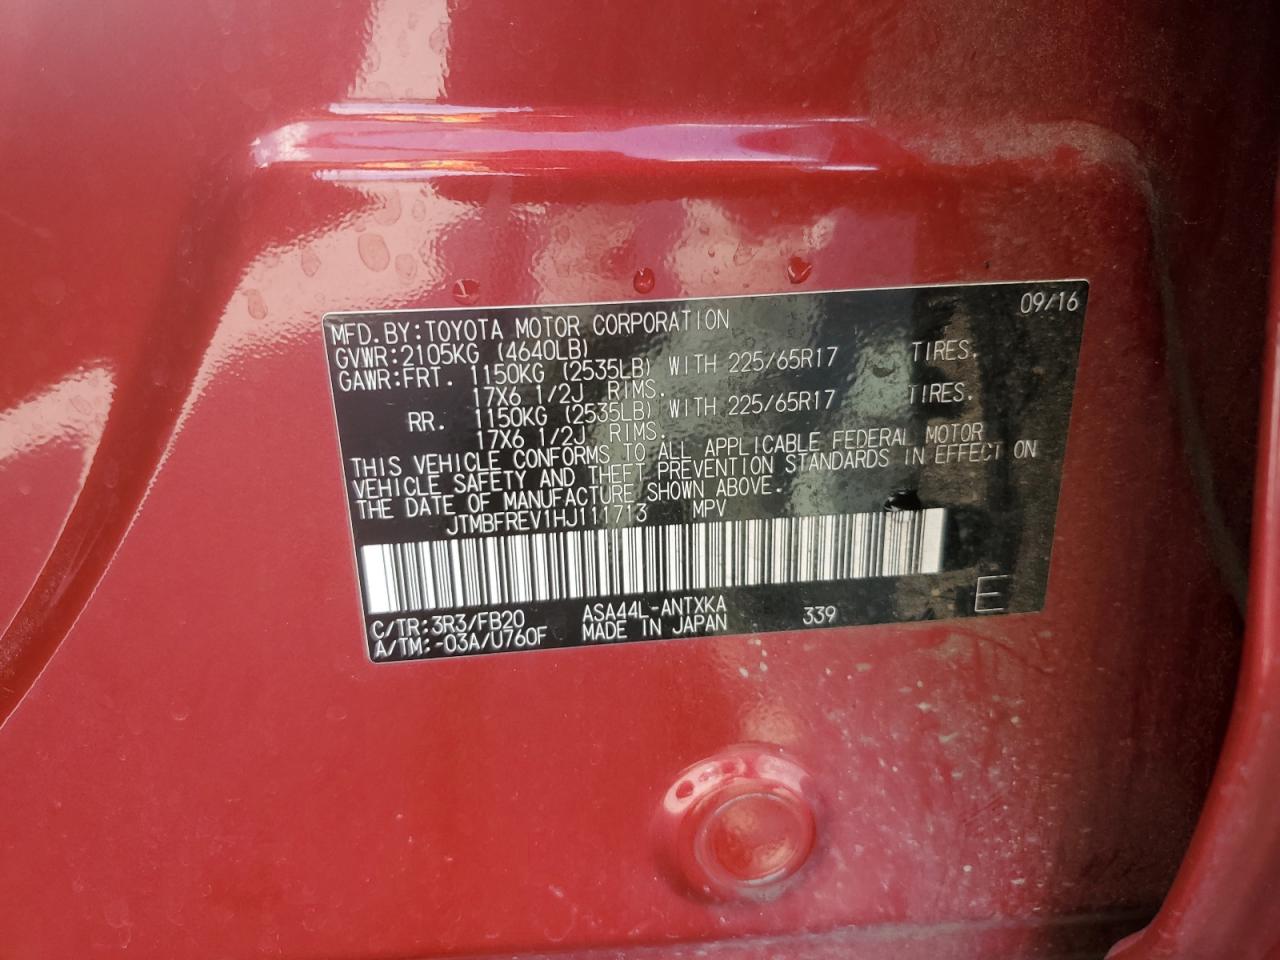 09/16
MFD.BY:TOYOTA MOTOR CORPORATION
GVWR:2105KG (4640LB)
GAWR:FRT. 1150KG (2535LB) WITH 225/65R17 TIRES.
17X6 1/2J RIMS.
RR. 1150KG (2535LB) WITH 225/65R17 TIRES.
17X6 1/2J RIMS.
THIS VEHICLE CONFORMS TO ALL APPLICABLE FEDERAL MOTOR
VEHICLE SAFETY AND THEFT PREVENTION STANDARDS IN EFFECT ON
THE DATE OF MANUFACTURE SHOWN ABOVE.
JTMBFREV1HJ111713 MPV
C/TR:3R3/FB20 ASA44L-ANTXKA 339 E
A/TM:-03A/U760F MADE IN JAPAN